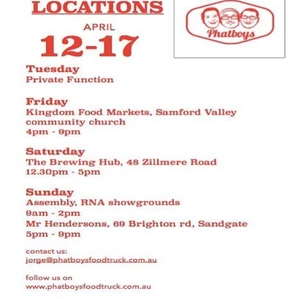 LOCATIONS
APRIL
12-17
Phatboys
Tuesday
Private Function
Friday
Kingdom Food Markets, Samford Valley
community church
4pm - 9pm
Saturday
The Brewing Hub, 48 Zillmere Road
12.30pm - 5pm
Sunday
Assembly, RNA showgrounds
9am - 2pm
Mr Hendersons, 69 Brighton rd, Sandgate
5pm - 9pm
contact us:
jorge@phatboysfoodtruck.com.au
follow us on
www.phatboysfoodtruck.com.au